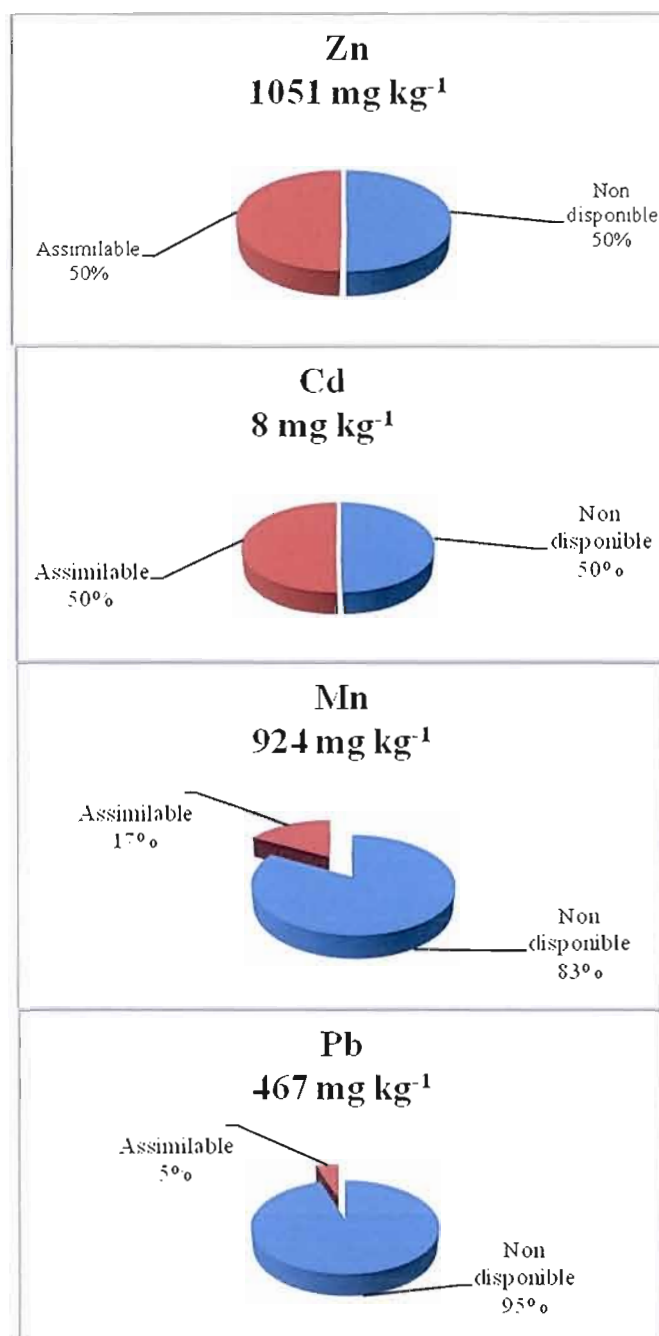 Zn
1051 mg kg⁻¹
Assimilable
50%
Non
disponible
50%
Cd
8 mg kg⁻¹
Assimilable
50%
Non
disponible
50%
Mn
924 mg kg⁻¹
Assimilable
17%
Non
disponible
83%
Pb
467 mg kg⁻¹
Assimilable
5%
Non
disponible
95%